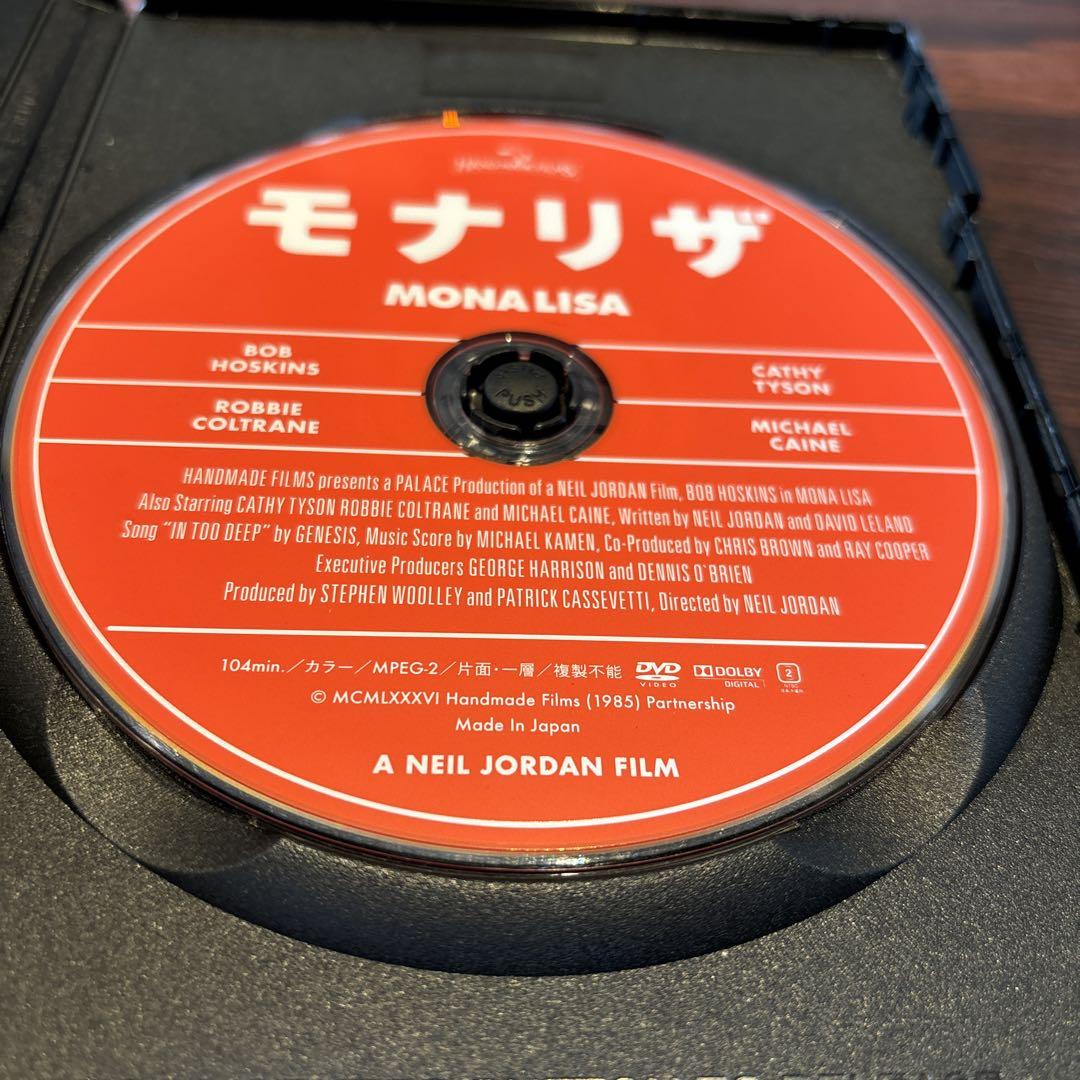 モナリザ
MONA LISA
BOB
HOSKINS
CATHY
TYSON
ROBBIE
COLTRANE
MICHAEL
CAINE
PUSH
HANDMADE FILMS presents a PALACE Production of a NEIL JORDAN Film, BOB HOSKINS in MONA LISA
Also Starring CATHY TYSON ROBBIE COLTRANE and MICHAEL CAINE, Written by NEIL JORDAN and DAVID LELAND
Song "IN TOO DEEP" by GENESIS, Music Score by MICHAEL KAMEN, Co-Produced by CHRIS BROWN and RAY COOPER
Executive Producers GEORGE HARRISON and DENNIS O'BRIEN
Produced by STEPHEN WOOLLEY and PATRICK CASSEVETTI, Directed by NEIL JORDAN
104min./カラー/MPEG-2/片面・一層/複製不能 DVD VIDEO DOLBY DIGITAL 2
© MCMLXXXVI Handmade Films (1985) Partnership
Made In Japan
A NEIL JORDAN FILM